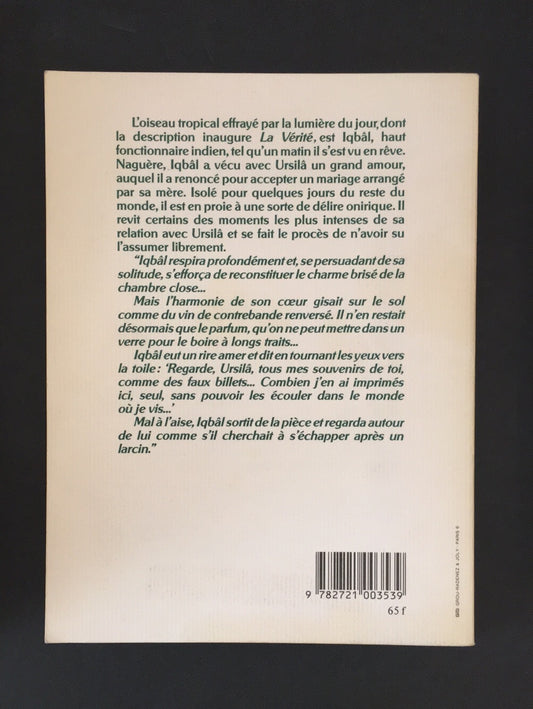 L'oiseau tropical effrayé par la lumière du jour, dont
la description inaugure La Vérité, est Iqbâl, haut
fonctionnaire indien, tel qu'un matin il s'est vu en rêve.
Naguère, Iqbâl a vécu avec Ursilâ un grand amour,
auquel il a renoncé pour accepter un mariage arrangé
par sa mère. Isolé pour quelques jours du reste du
monde, il est en proie à une sorte de délire onirique. Il
revit certains des moments les plus intenses de sa
relation avec Ursilâ et se fait le procès de n'avoir su
l'assumer librement.
"Iqbâl respira profondément et, se persuadant de sa
solitude, s'efforça de reconstituer le charme brisé de la
chambre close...
Mais l'harmonie de son cœur gisait sur le sol
comme du vin de contrebande renversé. Il n'en restait
désormais que le parfum, qu'on ne peut mettre dans un
verre pour le boire à longs traits...
Iqbâl eut un rire amer et dit en tournant les yeux vers
la toile : 'Regarde, Ursilâ, tous mes souvenirs de toi,
comme des faux billets... Combien j'en ai imprimés
ici, seul, sans pouvoir les écouler dans le monde
où je vis...'
Mal à l'aise, Iqbâl sortit de la pièce et regarda autour
de lui comme s'il cherchait à s'échapper après un
larcin."
9 782721 003539
65 f
GROU-RADENEZ & JOLY · PARIS 6